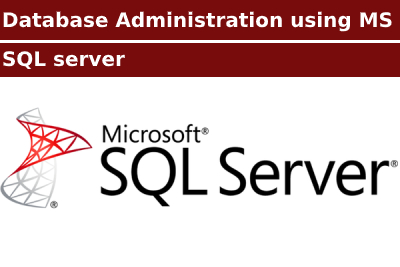 Database Administration using MS
SQL server
Microsoft®
SQL Server®
®